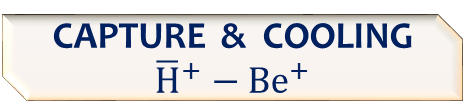 CAPTURE & COOLING
H̅⁺ − Be⁺